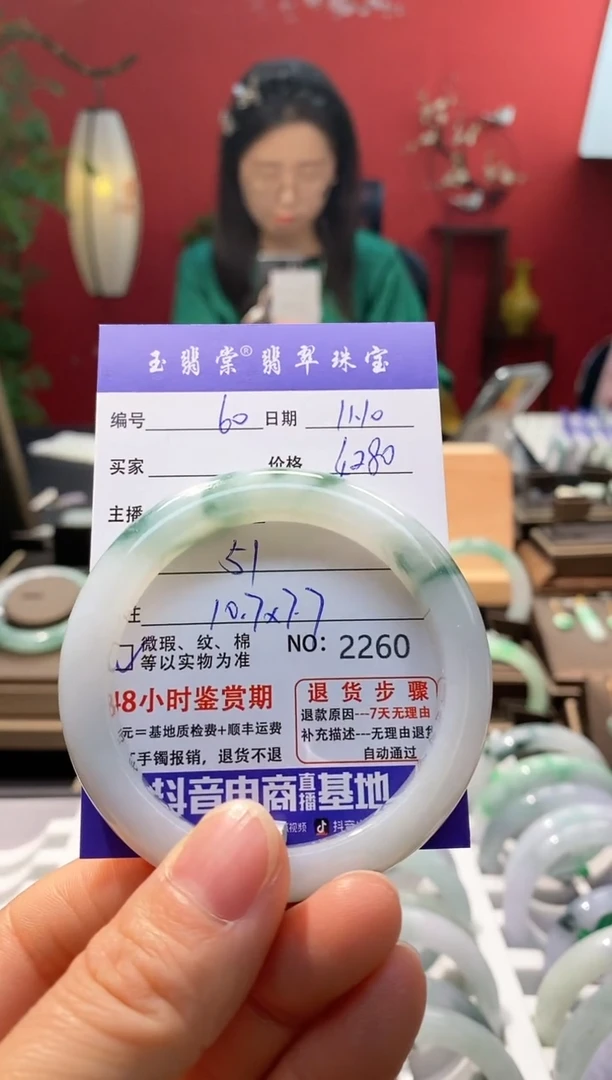 玉翡棠®翡翠珠宝
编号 60 日期 11.10
买家 价格 4280
主播
51
注 10.7x7.7
微瑕、纹、棉 NO: 2260
等以实物为准
48小时鉴赏期 退货步骤
元=基地质检费+顺丰运费 退款原因---7天无理由
手镯报销，退货不退 补充描述---无理由退货
自动通过
抖音电商直播基地
视频 抖音